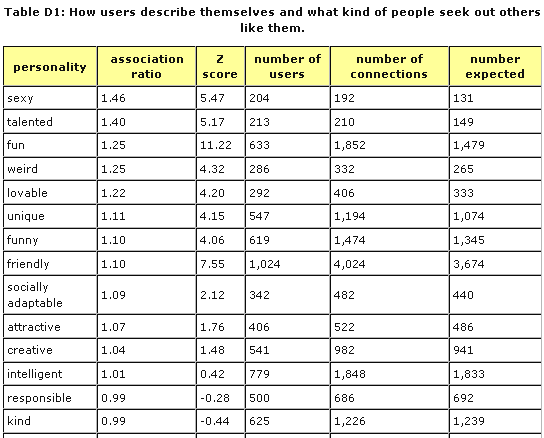 Table D1: How users describe themselves and what kind of people seek out others
like them.
personality association ratio Z score number of users number of connections number expected
sexy 1.46 5.47 204 192 131
talented 1.40 5.17 213 210 149
fun 1.25 11.22 633 1,852 1,479
weird 1.25 4.32 286 332 265
lovable 1.22 4.20 292 406 333
unique 1.11 4.15 547 1,194 1,074
funny 1.10 4.06 619 1,474 1,345
friendly 1.10 7.55 1,024 4,024 3,674
socially adaptable 1.09 2.12 342 482 440
attractive 1.07 1.76 406 522 486
creative 1.04 1.48 541 982 941
intelligent 1.01 0.42 779 1,848 1,833
responsible 0.99 -0.28 500 686 692
kind 0.99 -0.44 625 1,226 1,239